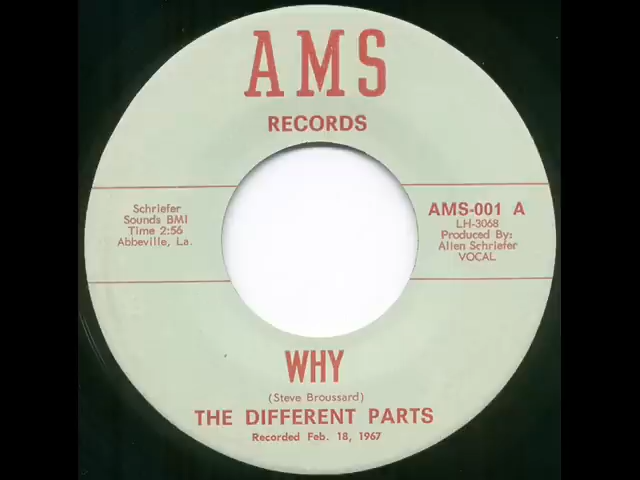 AMS
RECORDS
Schriefer
Sounds BMI
Time 2:56
Abbeville, La.
AMS-001 A
LH-3068
Produced By:
Allen Schriefer
VOCAL
WHY
(Steve Broussard)
THE DIFFERENT PARTS
Recorded Feb. 18, 1967